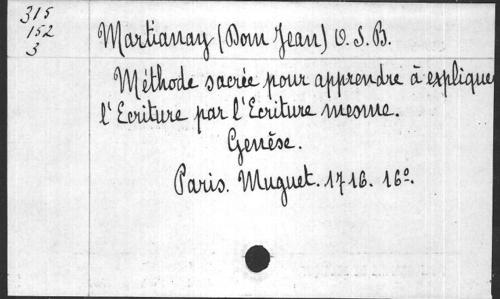 315
152
3
Martianay (Dom Jean) O.S.B.
Méthode sacrée pour apprendre à expliquer
l'Ecriture par l'Ecriture mesme.
Genèse.
Paris. Muguet. 1716. 16º.